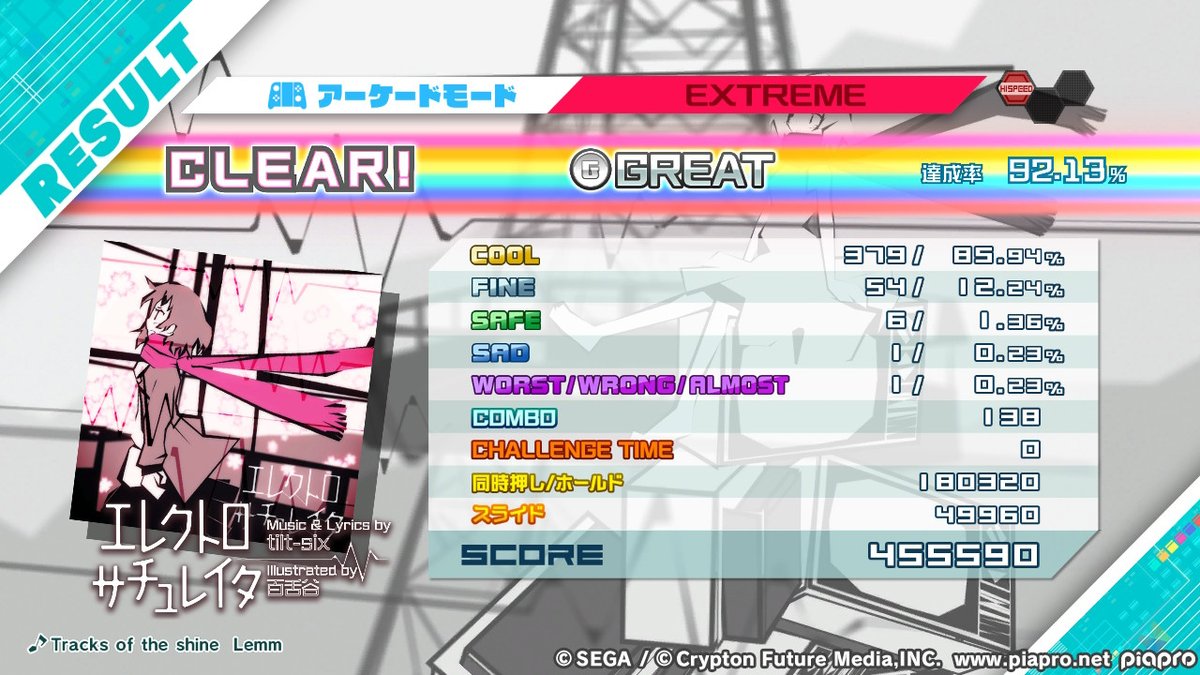 RESULT
アーケードモード EXTREME HISPEED
CLEAR! G GREAT 達成率 92.13%
COOL 379/ 85.94%
FINE 54/ 12.24%
SAFE 6/ 1.36%
SAD 1/ 0.23%
WORST/WRONG/ALMOST 1/ 0.23%
COMBO 138
CHALLENGE TIME 0
同時押し/ホールド 180320
スライド 49960
SCORE 455590
エレクトロ
サチュレイタ
エレクトロ
サチュレイタ
Music & Lyrics by
tilt-six
Illustrated by
百舌谷
Tracks of the shine Lemm
© SEGA / © Crypton Future Media,INC. www.piapro.net piapro